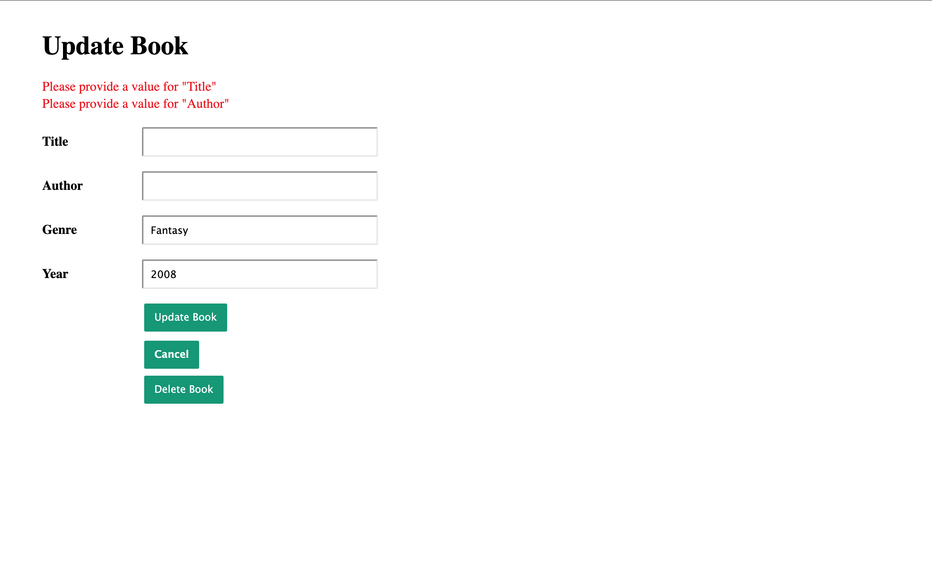 Update Book
Please provide a value for "Title"
Please provide a value for "Author"
Title
Author
Genre Fantasy
Year 2008
Update Book
Cancel
Delete Book